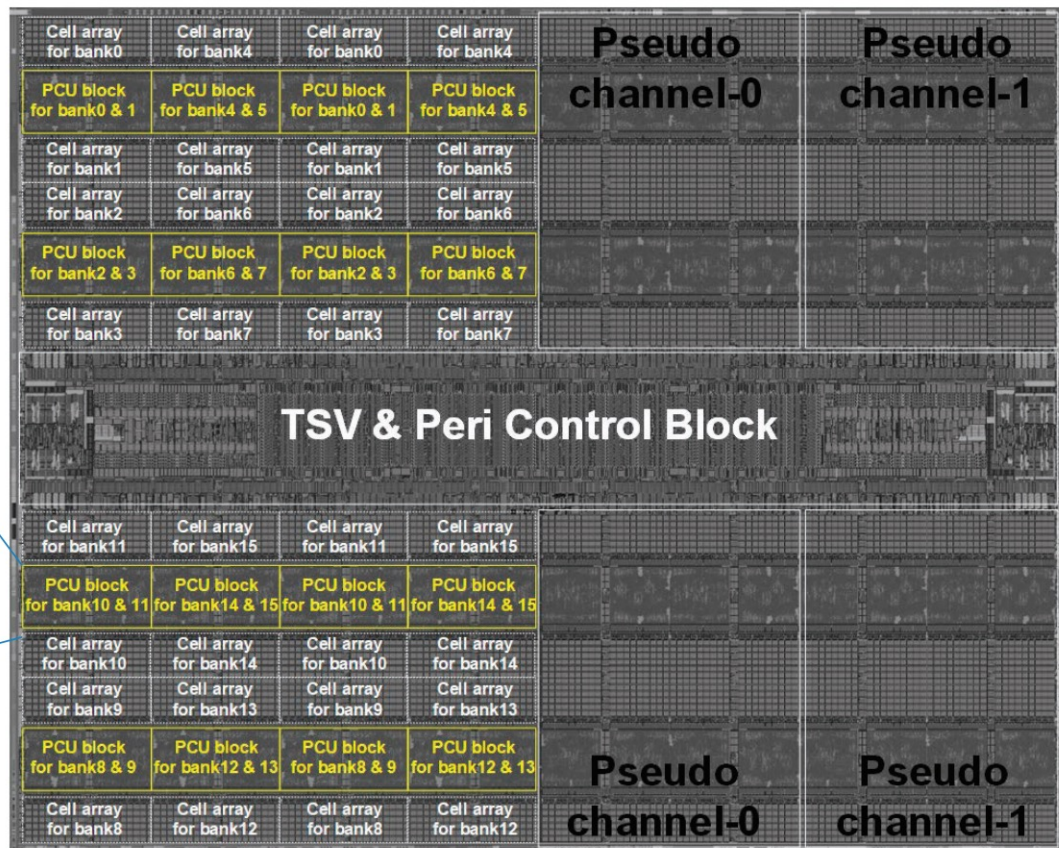 Cell array
for bank0
Cell array
for bank4
Cell array
for bank0
Cell array
for bank4
Pseudo
channel-0
Pseudo
channel-1
PCU block
for bank0 & 1
PCU block
for bank4 & 5
PCU block
for bank0 & 1
PCU block
for bank4 & 5
Cell array
for bank1
Cell array
for bank5
Cell array
for bank1
Cell array
for bank5
Cell array
for bank2
Cell array
for bank6
Cell array
for bank2
Cell array
for bank6
PCU block
for bank2 & 3
PCU block
for bank6 & 7
PCU block
for bank2 & 3
PCU block
for bank6 & 7
Cell array
for bank3
Cell array
for bank7
Cell array
for bank3
Cell array
for bank7
TSV & Peri Control Block
Cell array
for bank11
Cell array
for bank15
Cell array
for bank11
Cell array
for bank15
PCU block
for bank10 & 11
PCU block
for bank14 & 15
PCU block
for bank10 & 11
PCU block
for bank14 & 15
Cell array
for bank10
Cell array
for bank14
Cell array
for bank10
Cell array
for bank14
Cell array
for bank9
Cell array
for bank13
Cell array
for bank9
Cell array
for bank13
PCU block
for bank8 & 9
PCU block
for bank12 & 13
PCU block
for bank8 & 9
PCU block
for bank12 & 13
Pseudo
channel-0
Pseudo
channel-1
Cell array
for bank8
Cell array
for bank12
Cell array
for bank8
Cell array
for bank12